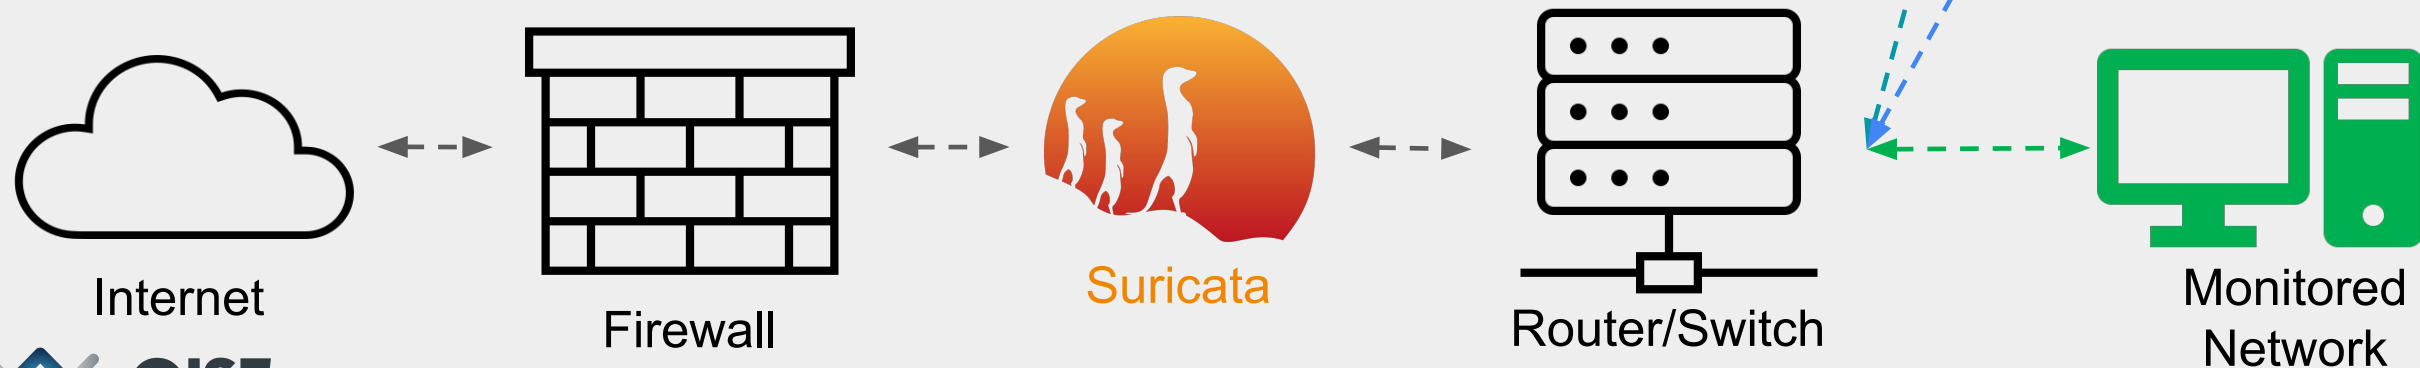 Internet
Firewall
Suricata
Router/Switch
Monitored
Network